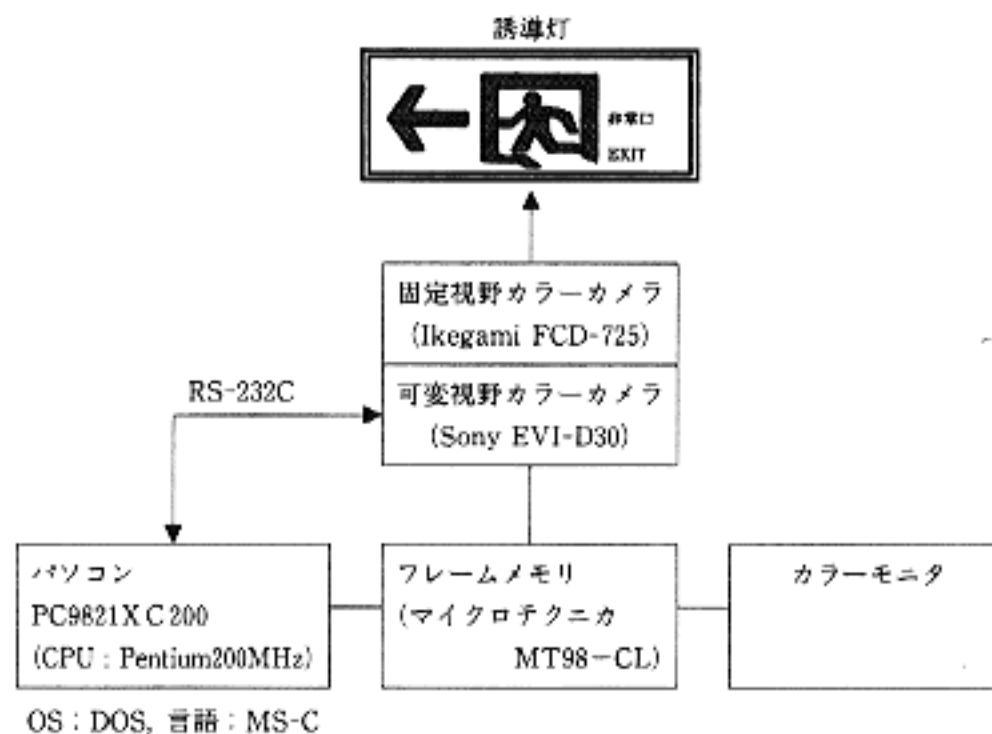 誘導灯
非常口
EXIT
固定視野カラーカメラ
(Ikegami FCD-725)
RS-232C
可変視野カラーカメラ
(Sony EVI-D30)
パソコン
PC9821XC200
(CPU：Pentium200MHz)
フレームメモリ
(マイクロテクニカ
MT98-CL)
カラーモニタ
OS：DOS, 言語：MS-C